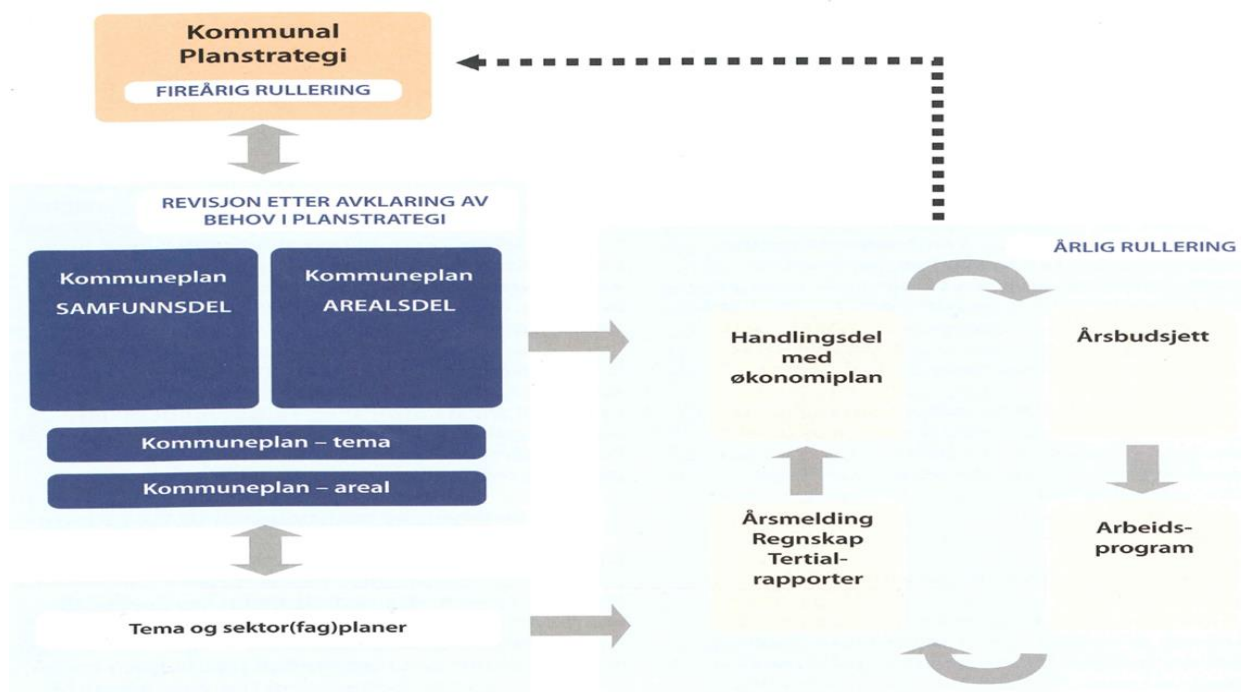 Kommunal
Planstrategi
FIREÅRIG RULLERING
REVISJON ETTER AVKLARING AV
BEHOV I PLANSTRATEGI
Kommuneplan
SAMFUNNSDEL
Kommuneplan
AREALSDEL
Kommuneplan – tema
Kommuneplan – areal
Tema og sektor(fag)planer
ÅRLIG RULLERING
Handlingsdel
med
økonomiplan
Årsbudsjett
Årsmelding
Regnskap
Tertial-
rapporter
Arbeids-
program